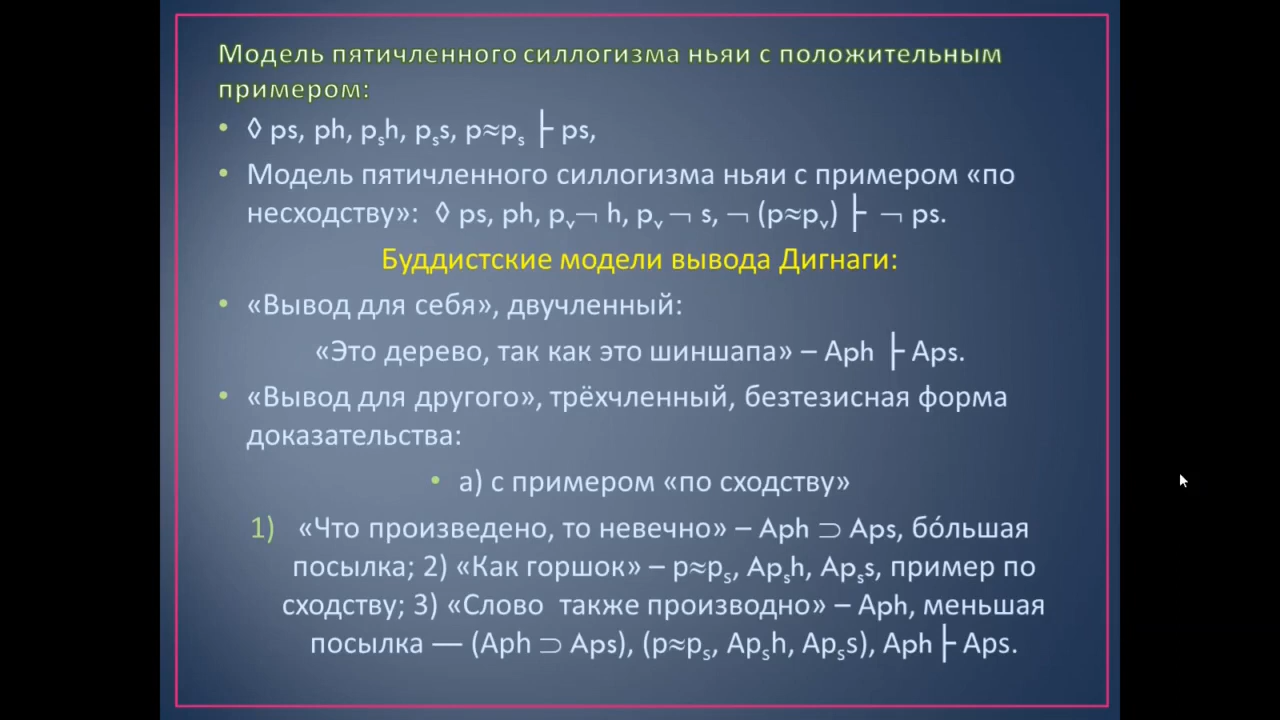 Модель пятичленного силлогизма ньяи с положительным
примером:
• ◊ ps, ph, pₛh, pₛs, p≈pₛ ├ ps,
• Модель пятичленного силлогизма ньяи с примером «по
несходству»: ◊ ps, ph, pᵥ¬ h, pᵥ ¬ s, ¬ (p≈pᵥ) ├ ¬ ps.
Буддистские модели вывода Дигнаги:
• «Вывод для себя», двучленный:
«Это дерево, так как это шиншапа» – Aph ├ Aps.
• «Вывод для другого», трёхчленный, безтезисная форма
доказательства:
• а) с примером «по сходству»
1) «Что произведено, то невечно» – Aph ⊃ Aps, бо́льшая
посылка; 2) «Как горшок» – p≈pₛ, Apₛh, Apₛs, пример по
сходству; 3) «Слово также производно» – Aph, меньшая
посылка — (Aph ⊃ Aps), (p≈pₛ, Apₛh, Apₛs), Aph├ Aps.